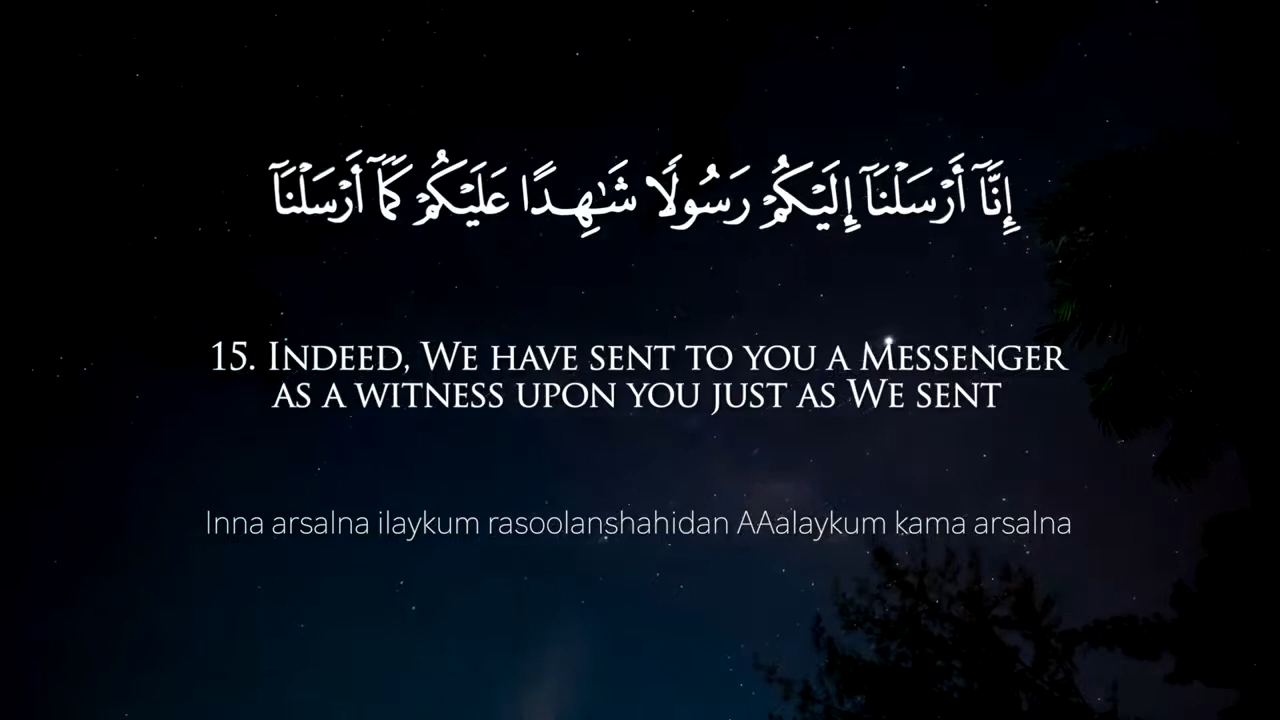 إِنَّآ أَرْسَلْنَآ إِلَيْكُمْ رَسُولًا شَٰهِدًا عَلَيْكُمْ كَمَآ أَرْسَلْنَآ
15. Indeed, We have sent to you a Messenger
as a witness upon you just as We sent
Inna arsalna ilaykum rasoolanshahidan AAalaykum kama arsalna